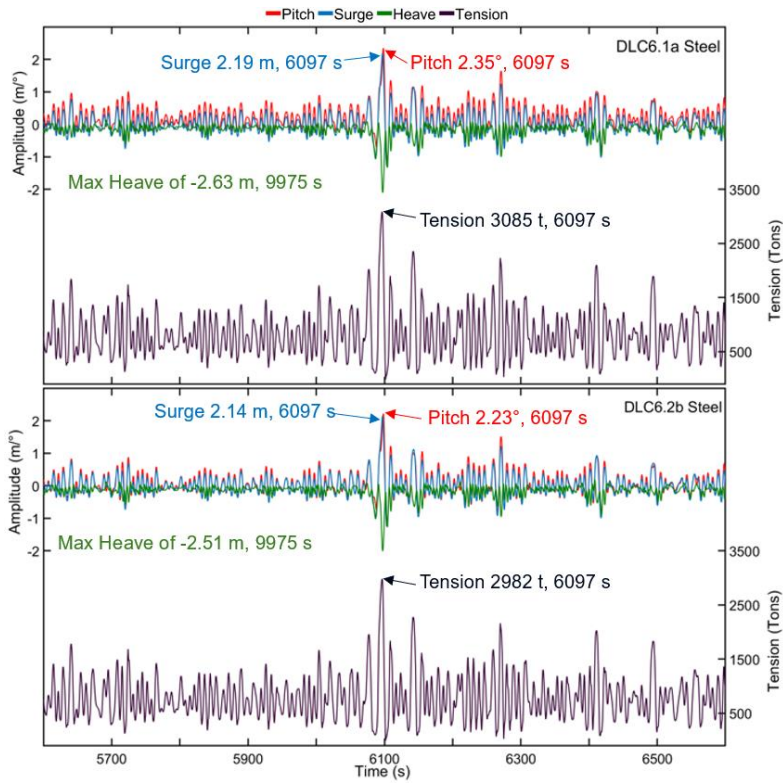 Pitch Surge Heave Tension
DLC6.1a Steel
Surge 2.19 m, 6097 s
Pitch 2.35°, 6097 s
Amplitude (m/°)
2
1
0
-1
-2
Max Heave of -2.63 m, 9975 s
Tension 3085 t, 6097 s
3500
2500
1500
500
Tension (Tons)
DLC6.2b Steel
Surge 2.14 m, 6097 s
Pitch 2.23°, 6097 s
Amplitude (m/°)
2
1
0
-1
-2
Max Heave of -2.51 m, 9975 s
Tension 2982 t, 6097 s
3500
2500
1500
500
Tension (Tons)
5700 5900 6100 6300 6500
Time (s)